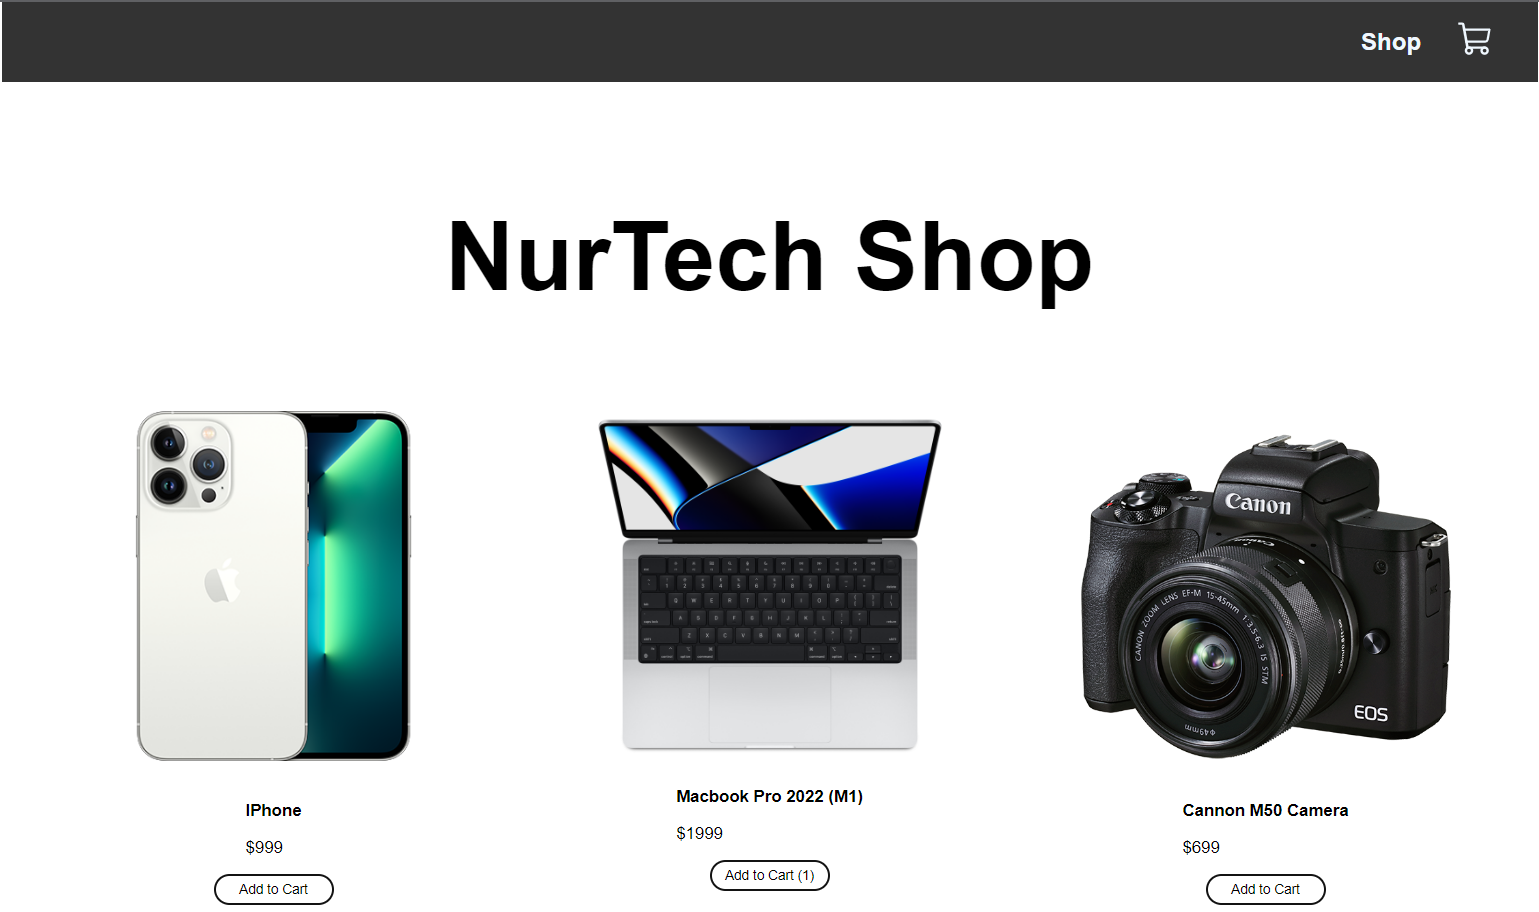 Shop
NurTech Shop
Canon
Canon
CANON ZOOM LENS EF-M 15-45mm 1:3.5-6.3 IS STM
Φ49mm
EOS
IPhone
$999
Add to Cart
Macbook Pro 2022 (M1)
$1999
Add to Cart (1)
Cannon M50 Camera
$699
Add to Cart